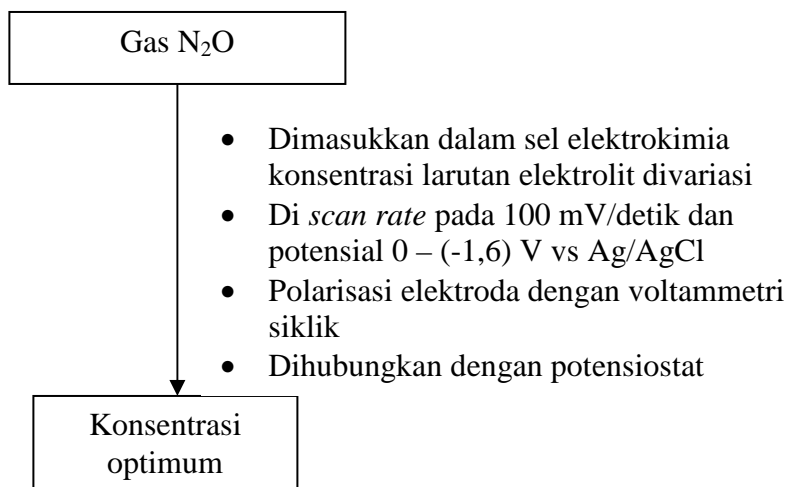 Gas N₂O
• Dimasukkan dalam sel elektrokimia
konsentrasi larutan elektrolit divariasi
• Di scan rate pada 100 mV/detik dan
potensial 0 – (-1,6) V vs Ag/AgCl
• Polarisasi elektroda dengan voltammetri
siklik
• Dihubungkan dengan potensiostat
Konsentrasi
optimum